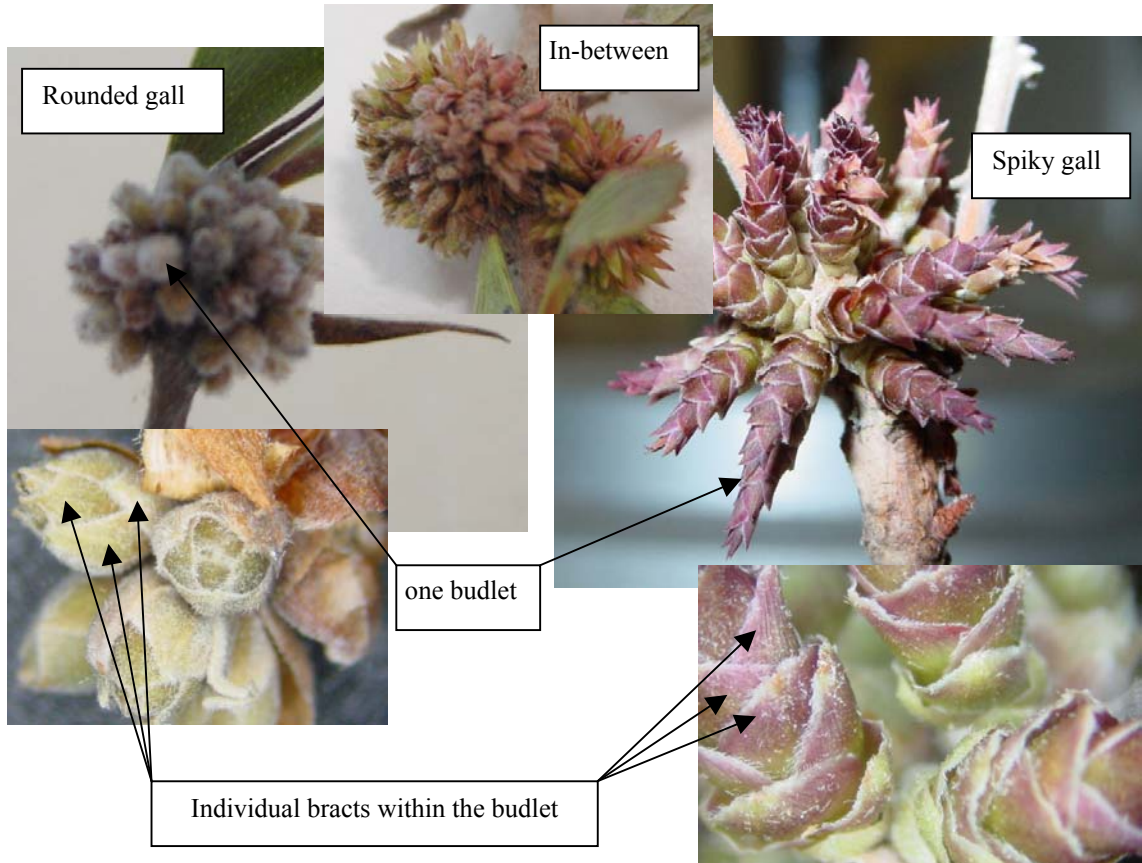 Rounded gall
In-between
Spiky gall
one budlet
Individual bracts within the budlet